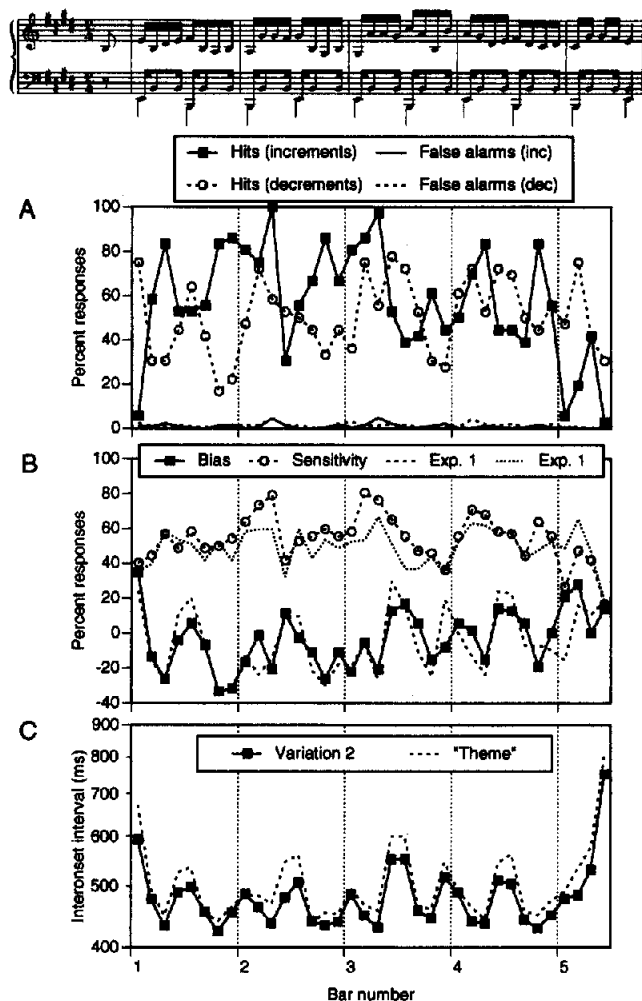 Hits (increments) False alarms (inc)
Hits (decrements) False alarms (dec)
A
100
80
60
40
20
0
Percent responses
B
Bias Sensitivity Exp. 1 Exp. 1
100
80
60
40
20
0
-20
-40
Percent responses
C
Variation 2 "Theme"
900
800
700
600
500
400
Interonset interval (ms)
1 2 3 4 5
Bar number